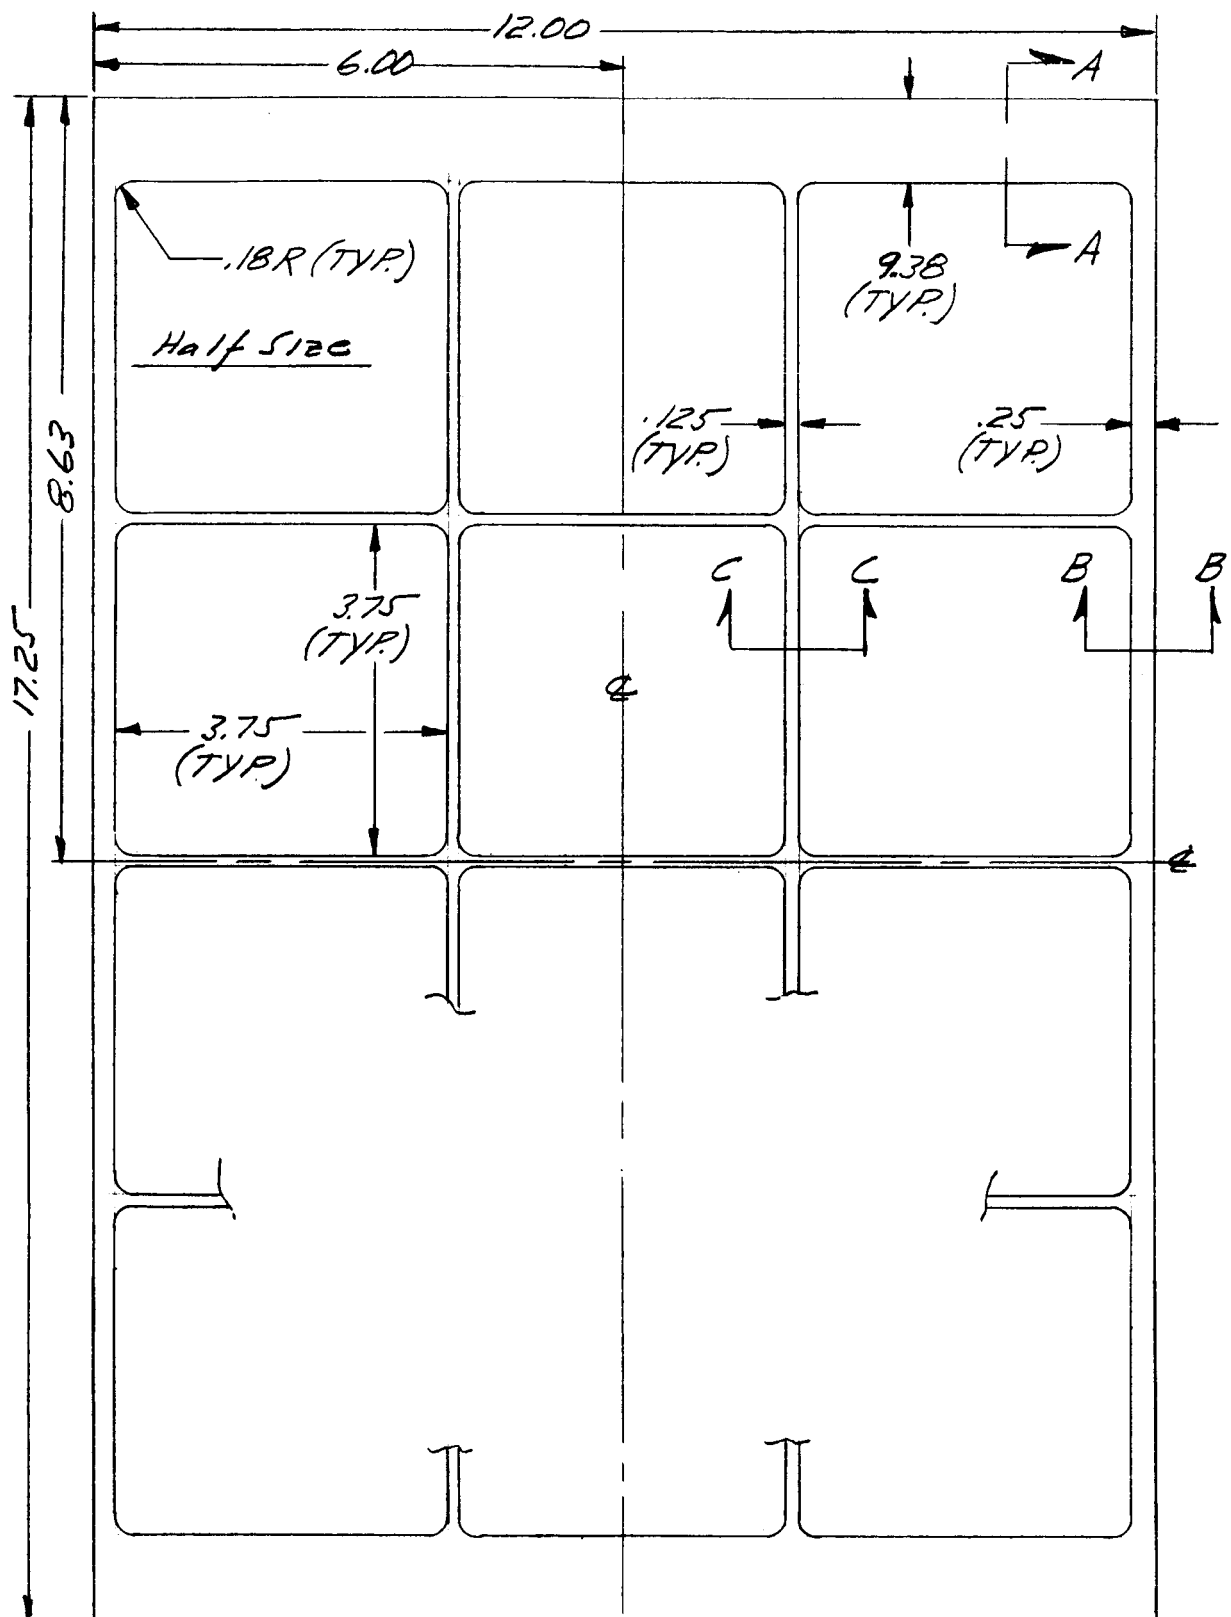 12.00
6.00
A
.18R (TYP.)
A
9.38
(TYP.)
Half Size
.125
(TYP.)
.25
(TYP.)
8.63
C C B B
3.75
(TYP.)
17.25
℄
3.75
(TYP.)
℄